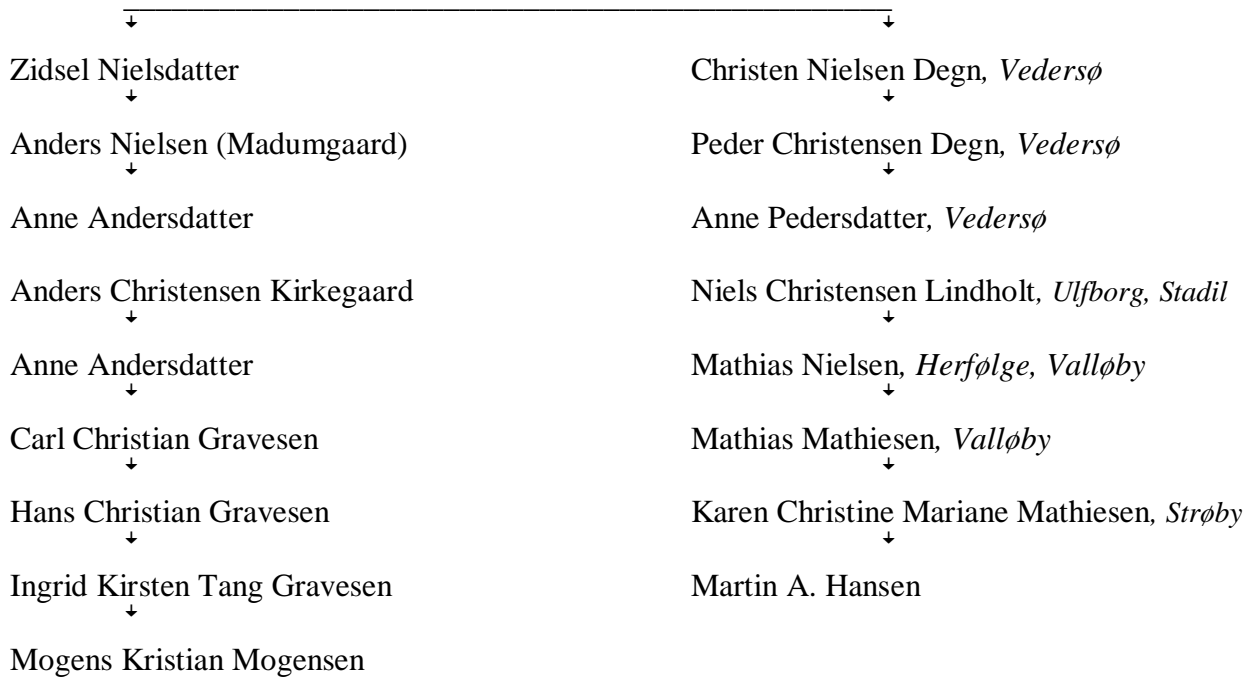 Zidsel Nielsdatter Christen Nielsen Degn, Vedersø
Anders Nielsen (Madumgaard) Peder Christensen Degn, Vedersø
Anne Andersdatter Anne Pedersdatter, Vedersø
Anders Christensen Kirkegaard Niels Christensen Lindholt, Ulfborg, Stadil
Anne Andersdatter Mathias Nielsen, Herfølge, Valløby
Carl Christian Gravesen Mathias Mathiesen, Valløby
Hans Christian Gravesen Karen Christine Mariane Mathiesen, Strøby
Ingrid Kirsten Tang Gravesen Martin A. Hansen
Mogens Kristian Mogensen